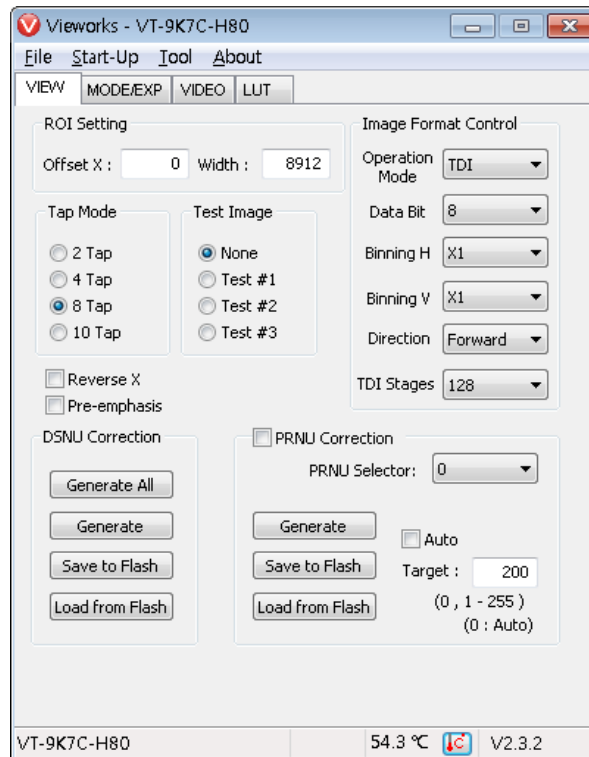 Vieworks - VT-9K7C-H80
File Start-Up Tool About
VIEW MODE/EXP VIDEO LUT
ROI Setting
Offset X : 0 Width : 8912
Tap Mode
2 Tap
4 Tap
8 Tap
10 Tap
Test Image
None
Test #1
Test #2
Test #3
Reverse X
Pre-emphasis
Image Format Control
Operation
Mode TDI
Data Bit 8
Binning H X1
Binning V X1
Direction Forward
TDI Stages 128
DSNU Correction
Generate All
Generate
Save to Flash
Load from Flash
PRNU Correction
PRNU Selector: 0
Generate
Save to Flash
Load from Flash
Auto
Target : 200
(0 , 1 - 255 )
(0 : Auto)
VT-9K7C-H80 54.3 ℃ C V2.3.2